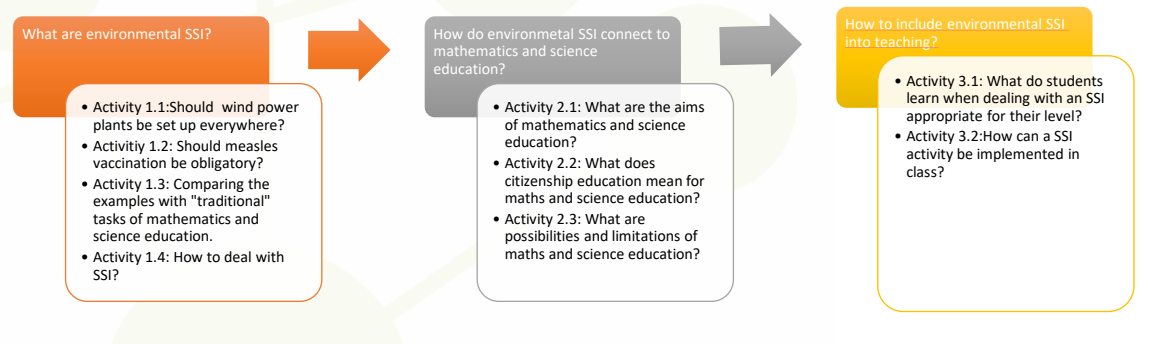 What are environmental SSI?
• Activity 1.1:Should wind power
plants be set up everywhere?
• Activitiy 1.2: Should measles
vaccination be obligatory?
• Activity 1.3: Comparing the
examples with "traditional"
tasks of mathematics and
science education.
• Activity 1.4: How to deal with
SSI?
How do environmetal SSI connect to
mathematics and science
education?
• Activity 2.1: What are the aims
of mathematics and science
education?
• Activity 2.2: What does
citizenship education mean for
maths and science education?
• Activity 2.3: What are
possibilities and limitations of
maths and science education?
How to include environmental SSI
into teaching?
• Activity 3.1: What do students
learn when dealing with an SSI
appropriate for their level?
• Activity 3.2:How can a SSI
activity be implemented in
class?